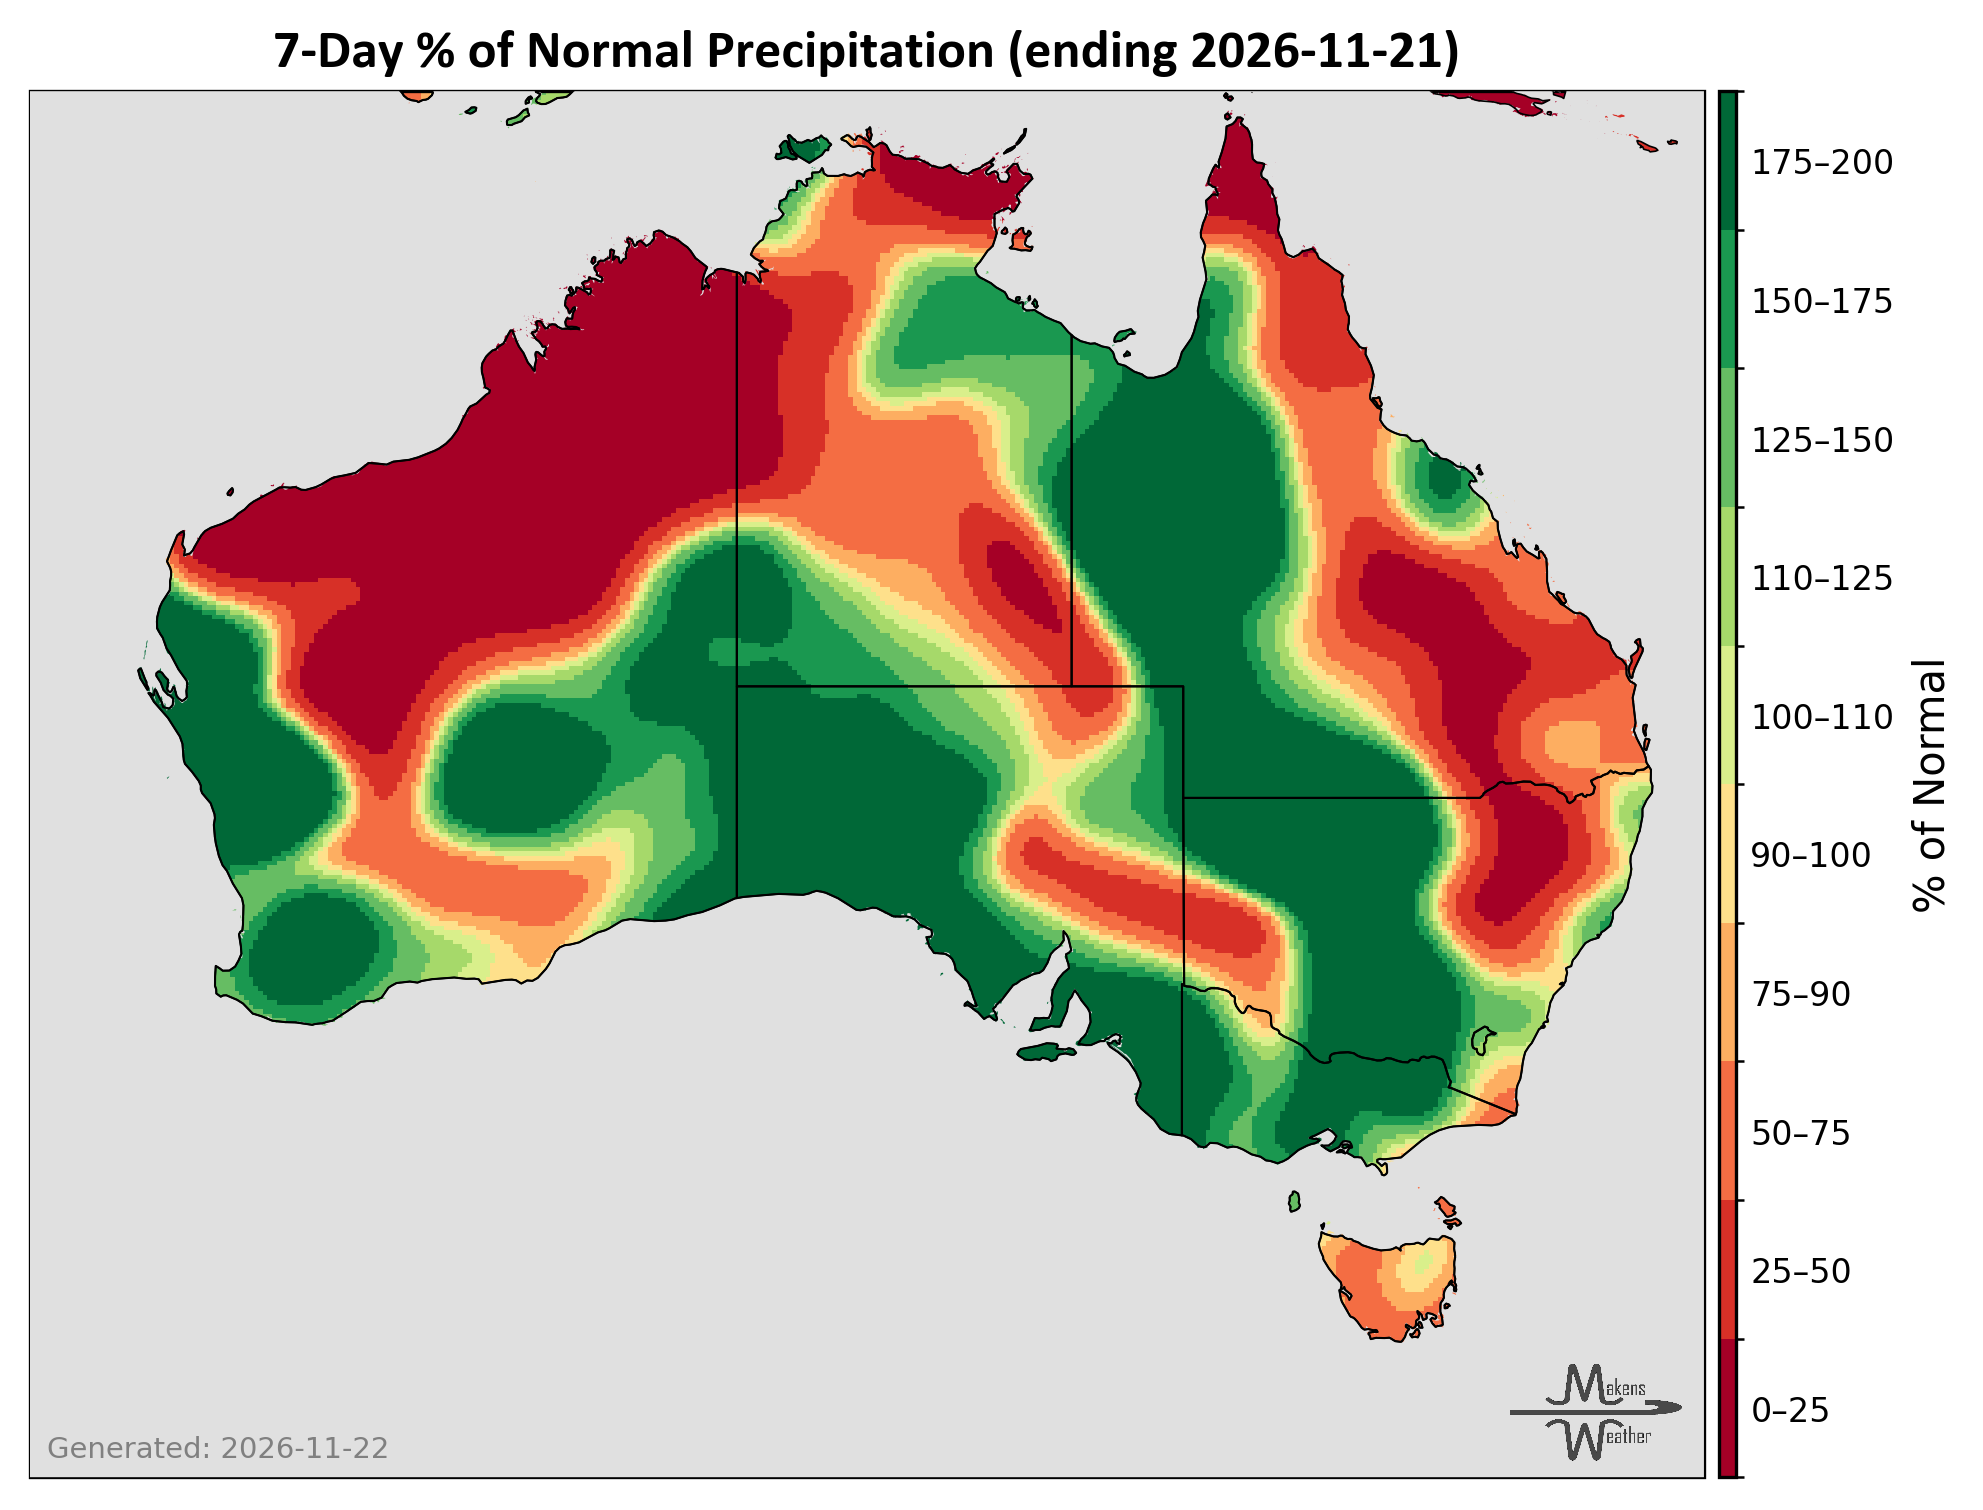 7-Day % of Normal Precipitation (ending 2026-11-21)
175–200
150–175
125–150
110–125
100–110
90–100
75–90
50–75
25–50
0–25
% of Normal
Makens
Weather
Generated: 2026-11-22